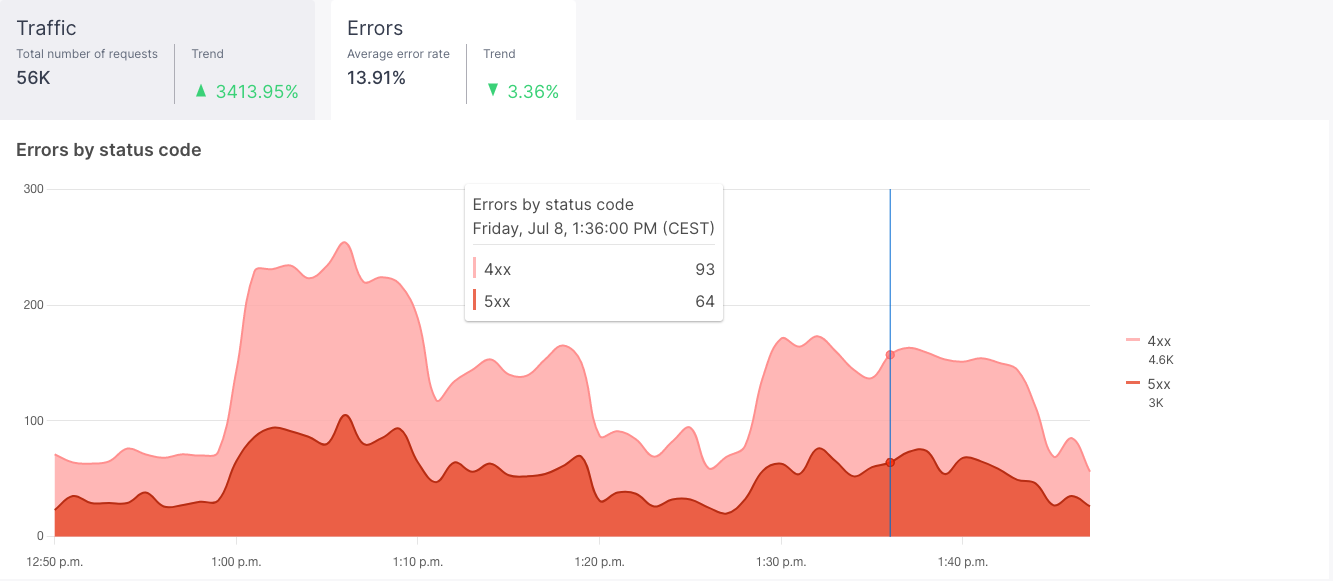 Traffic
Total number of requests
56K
Trend
3413.95%
Errors
Average error rate
13.91%
Trend
3.36%
Errors by status code
300
200
100
0
Errors by status code
Friday, Jul 8, 1:36:00 PM (CEST)
4xx 93
5xx 64
4xx
4.6K
5xx
3K
12:50 p.m. 1:00 p.m. 1:10 p.m. 1:20 p.m. 1:30 p.m. 1:40 p.m.